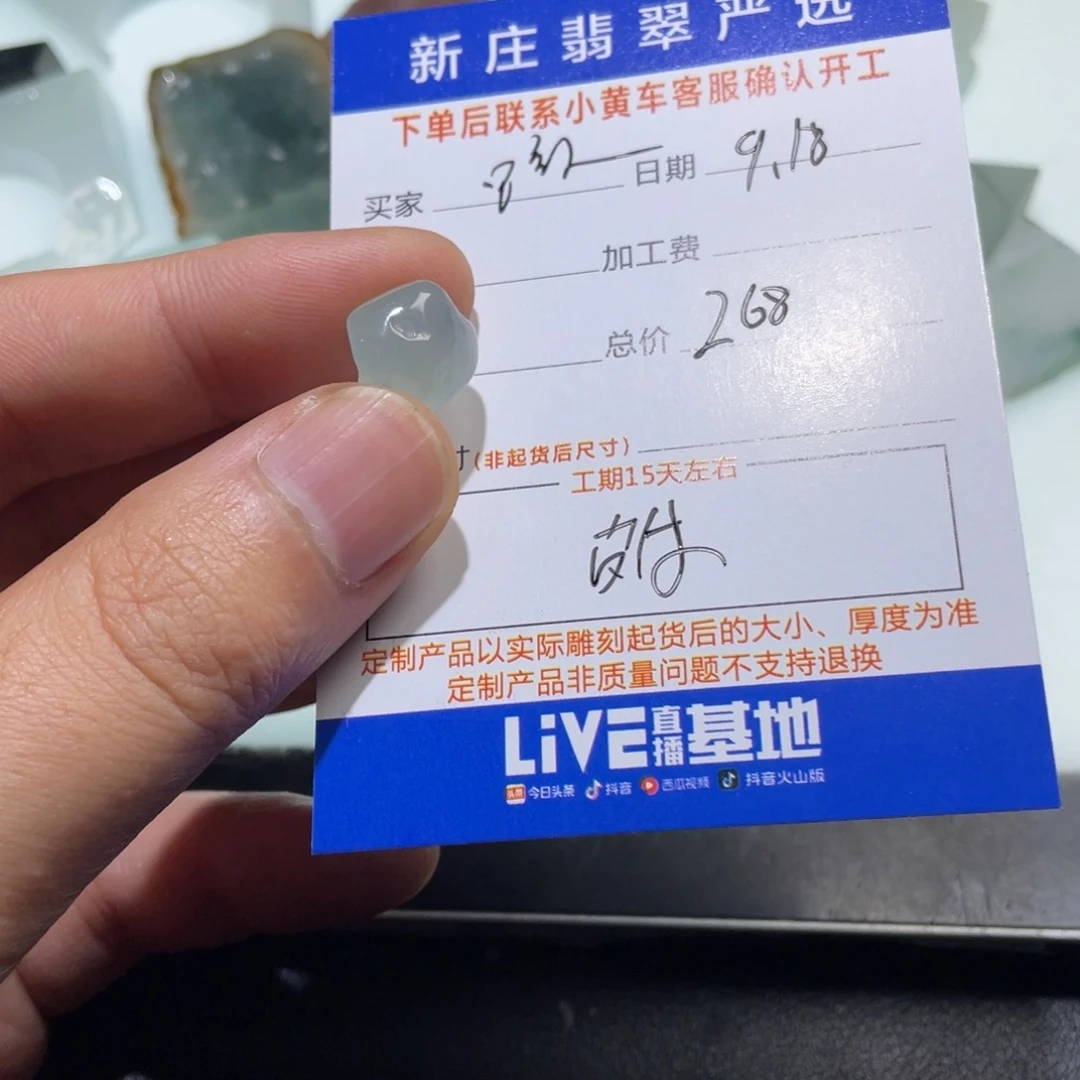 新庄翡翠严选
下单后联系小黄车客服确认开工
买家 日期 9.18
加工费
总价 268
寸(非起货后尺寸)
工期15天左右
定制产品以实际雕刻起货后的大小、厚度为准
定制产品非质量问题不支持退换
LiVE直播基地
头条 今日头条 抖音 西瓜视频 抖音火山版